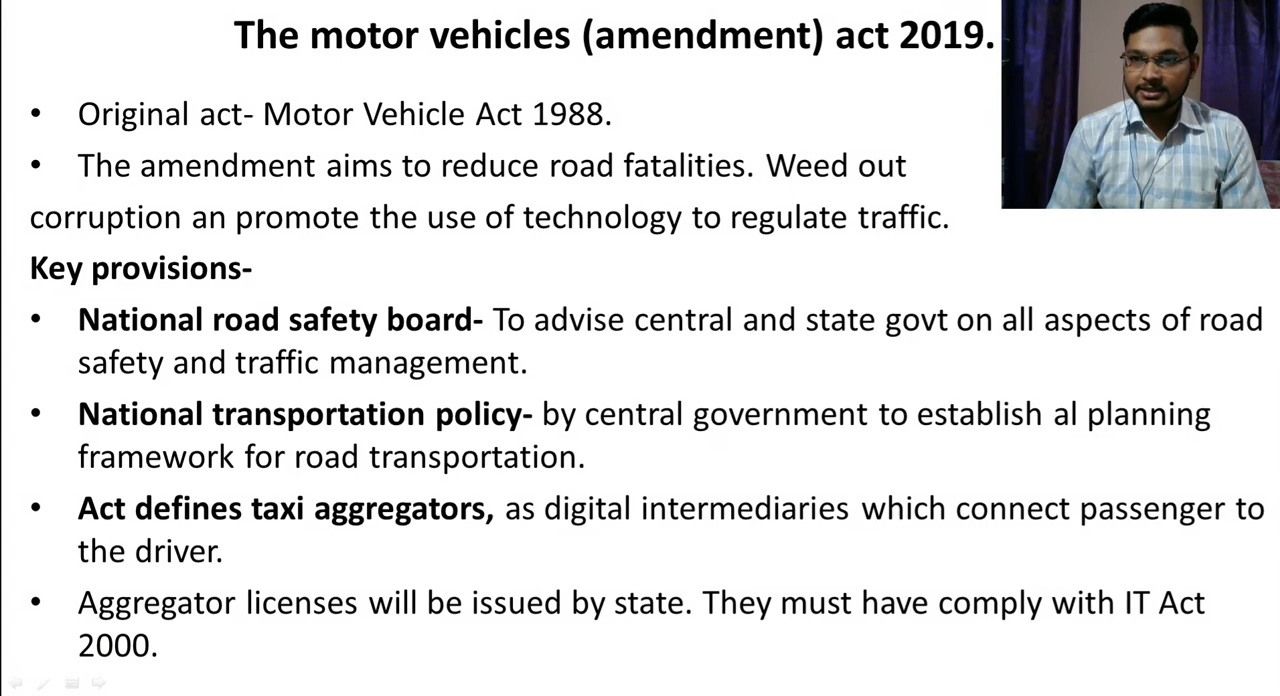 The motor vehicles (amendment) act 2019.
• Original act- Motor Vehicle Act 1988.
• The amendment aims to reduce road fatalities. Weed out
corruption an promote the use of technology to regulate traffic.
Key provisions-
• National road safety board- To advise central and state govt on all aspects of road
safety and traffic management.
• National transportation policy- by central government to establish al planning
framework for road transportation.
• Act defines taxi aggregators, as digital intermediaries which connect passenger to
the driver.
• Aggregator licenses will be issued by state. They must have comply with IT Act
2000.